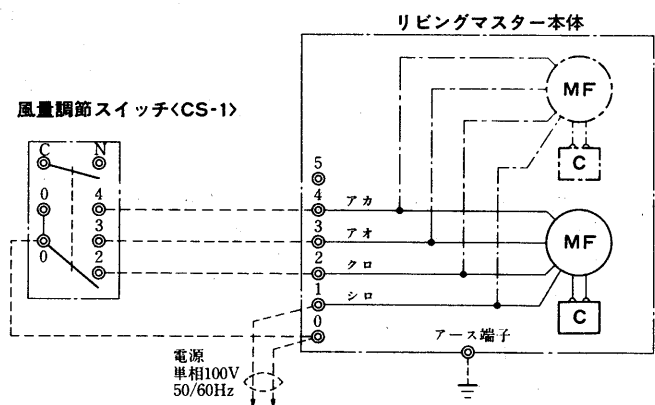 リビングマスター本体
風量調節スイッチ<CS-1>
C N
0 4
3
0 2
5
4 アカ
3 アオ
2 クロ
1 シロ
0
MF
C
MF
C
アース端子
電源
単相100V
50/60Hz